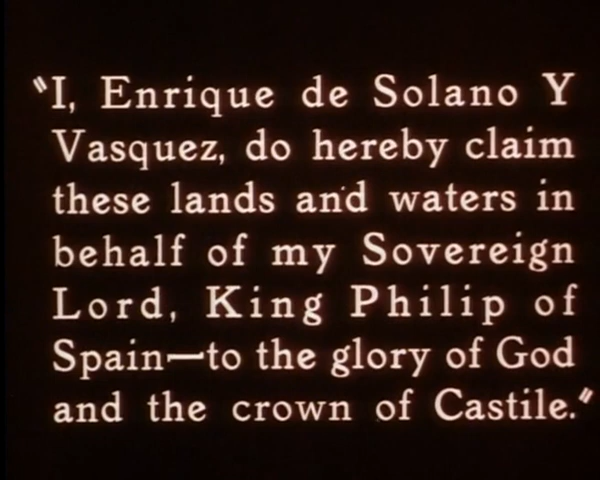 "I, Enrique de Solano Y
Vasquez, do hereby claim
these lands and waters in
behalf of my Sovereign
Lord, King Philip of
Spain—to the glory of God
and the crown of Castile."